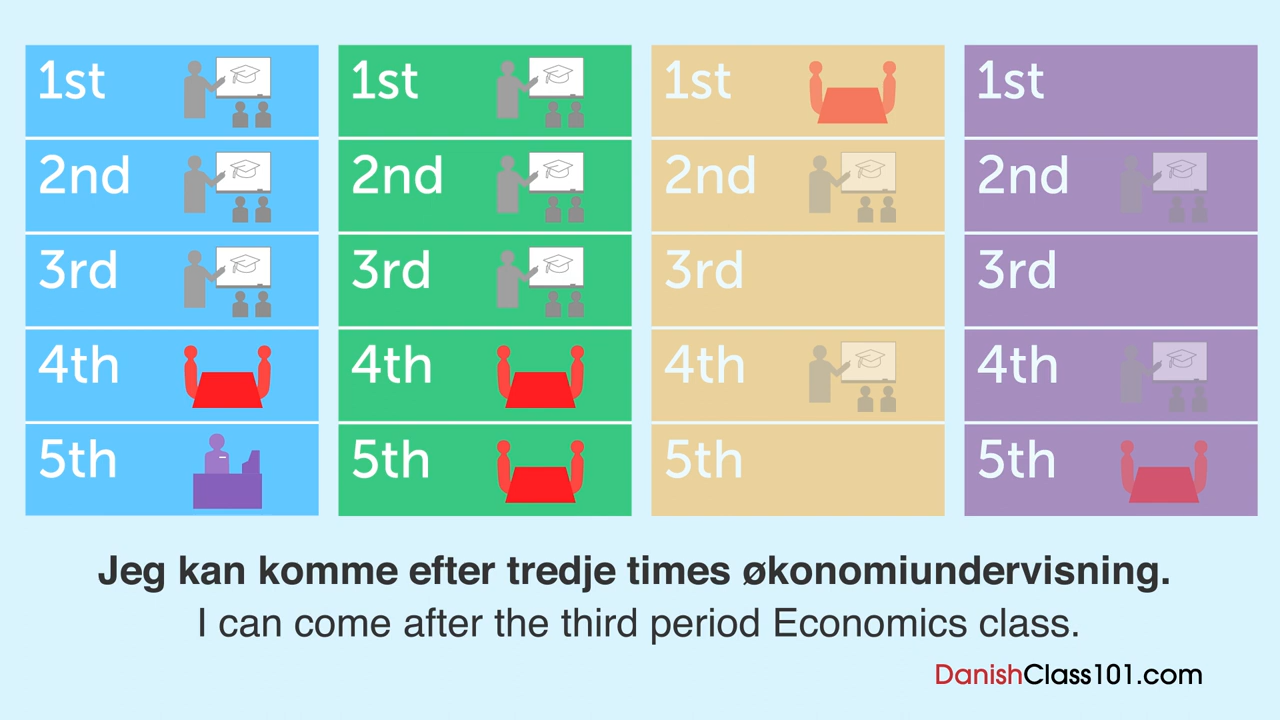 1st 1st 1st 1st
2nd 2nd 2nd 2nd
3rd 3rd 3rd 3rd
4th 4th 4th 4th
5th 5th 5th 5th
Jeg kan komme efter tredje times økonomiundervisning.
I can come after the third period Economics class.
DanishClass101.com